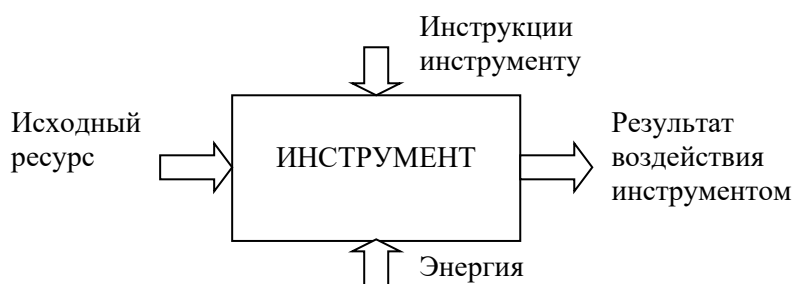 Инструкции
инструменту
Исходный
ресурс
ИНСТРУМЕНТ
Результат
воздействия
инструментом
Энергия